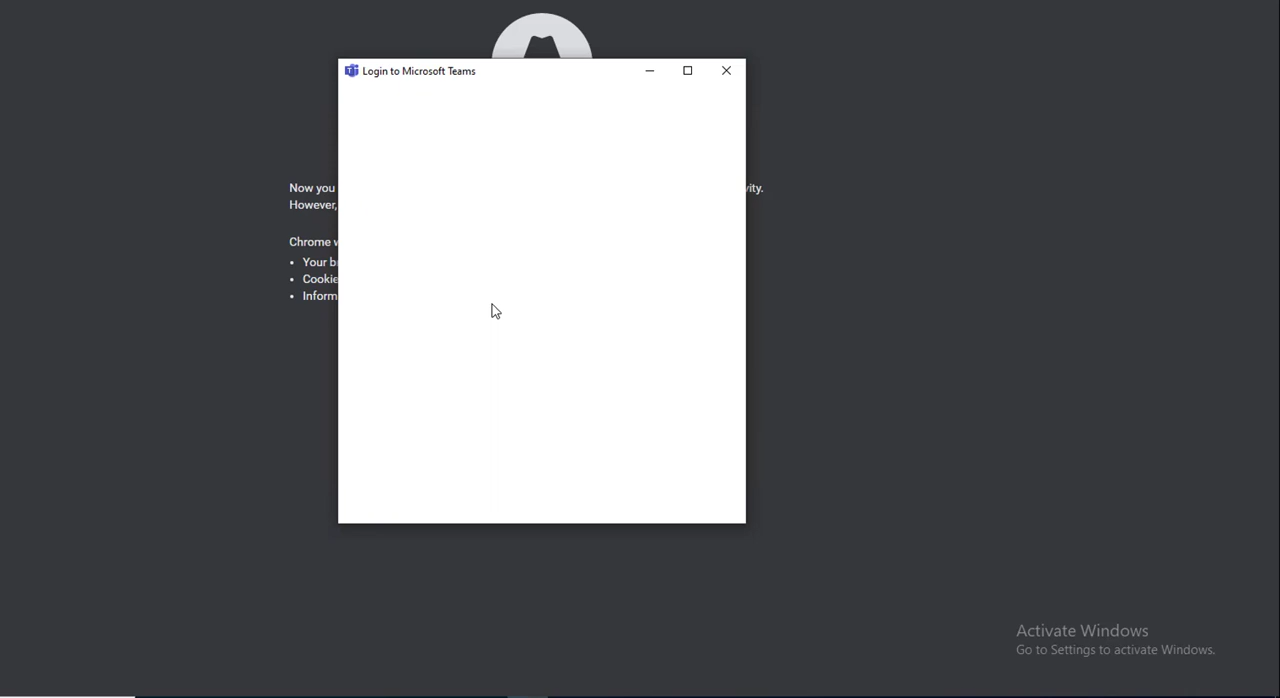 Login to Microsoft Teams
Now you
vity.
However,
Chrome w
• Your b
• Cookie
• Inform
Activate Windows
Go to Settings to activate Windows.